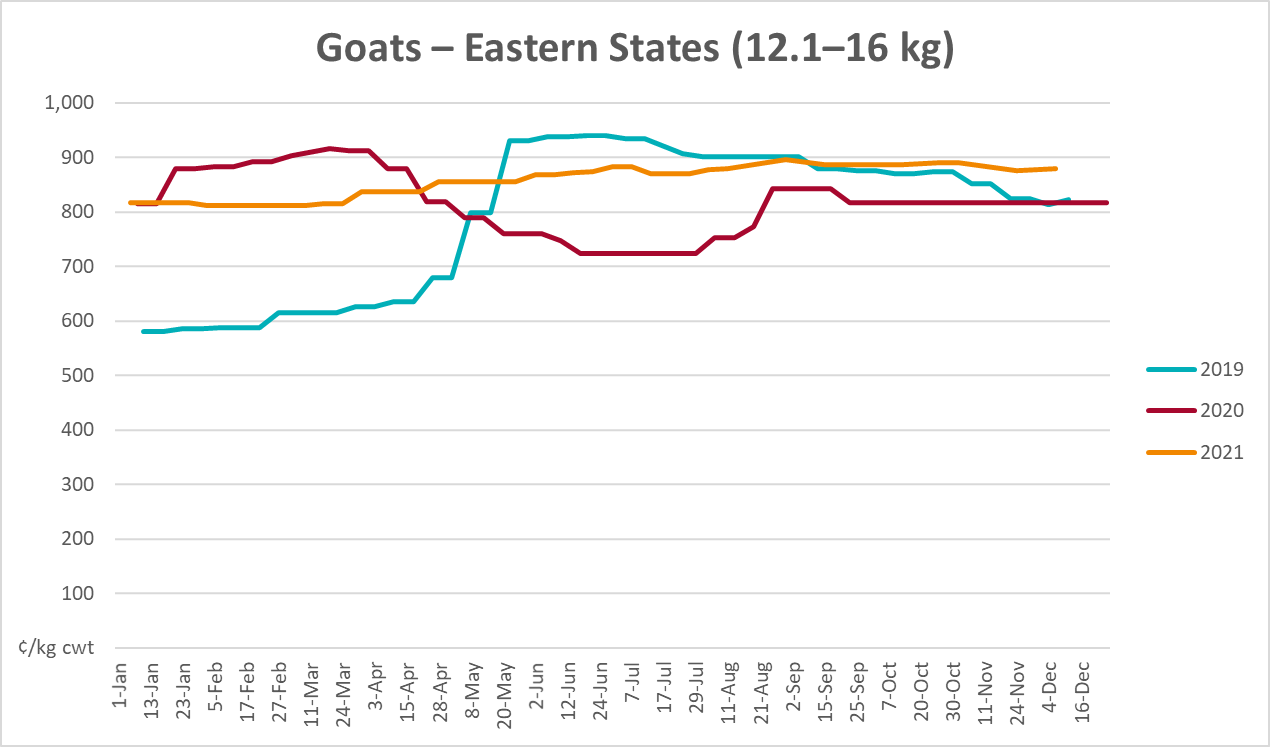 Goats – Eastern States (12.1–16 kg)
1,000
900
800
700
600
500
400
300
200
100
¢/kg cwt
1-Jan
13-Jan
23-Jan
5-Feb
17-Feb
27-Feb
11-Mar
24-Mar
3-Apr
15-Apr
28-Apr
8-May
20-May
2-Jun
12-Jun
24-Jun
7-Jul
17-Jul
29-Jul
11-Aug
21-Aug
2-Sep
15-Sep
25-Sep
7-Oct
20-Oct
30-Oct
11-Nov
24-Nov
4-Dec
16-Dec
2019
2020
2021